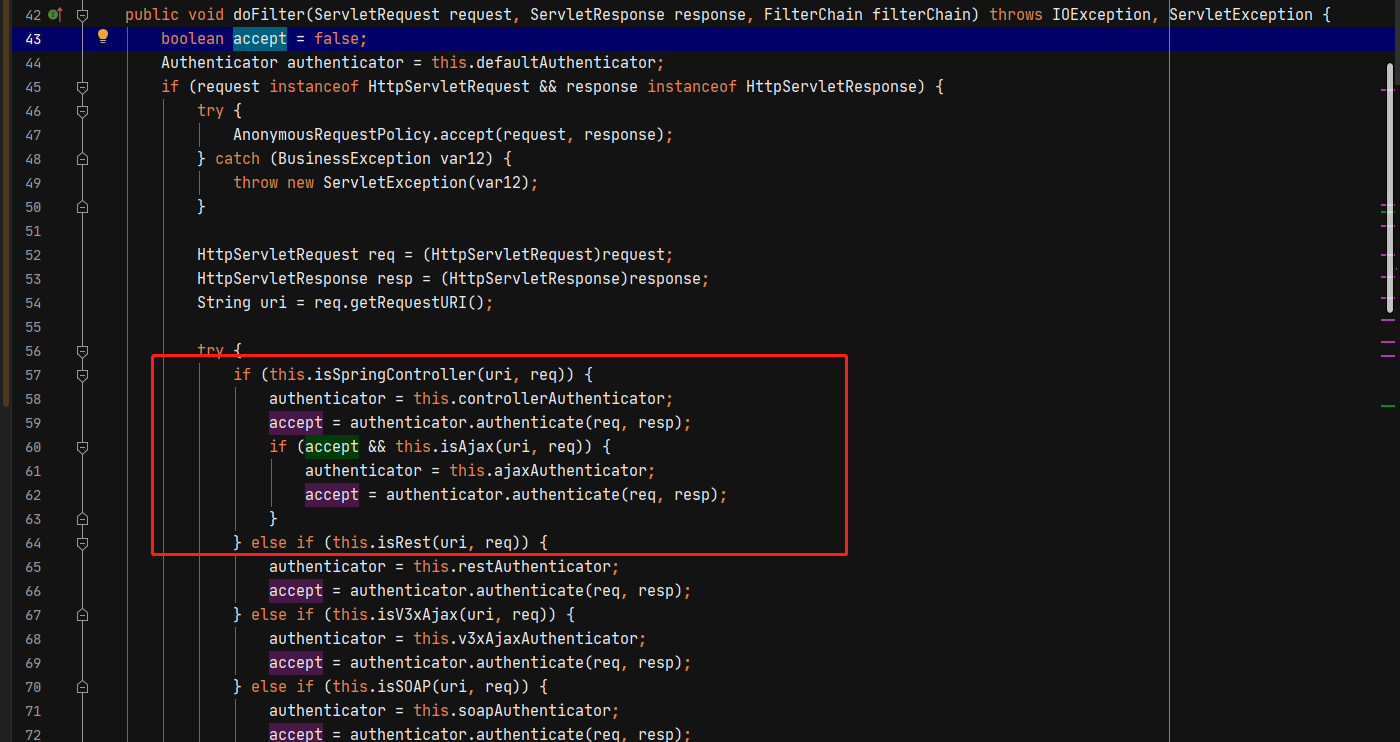 42 public void doFilter(ServletRequest request, ServletResponse response, FilterChain filterChain) throws IOException, ServletException {
43 boolean accept = false;
44 Authenticator authenticator = this.defaultAuthenticator;
45 if (request instanceof HttpServletRequest && response instanceof HttpServletResponse) {
46 try {
47 AnonymousRequestPolicy.accept(request, response);
48 } catch (BusinessException var12) {
49 throw new ServletException(var12);
50 }
51
52 HttpServletRequest req = (HttpServletRequest)request;
53 HttpServletResponse resp = (HttpServletResponse)response;
54 String uri = req.getRequestURI();
55
56 try {
57 if (this.isSpringController(uri, req)) {
58 authenticator = this.controllerAuthenticator;
59 accept = authenticator.authenticate(req, resp);
60 if (accept && this.isAjax(uri, req)) {
61 authenticator = this.ajaxAuthenticator;
62 accept = authenticator.authenticate(req, resp);
63 }
64 } else if (this.isRest(uri, req)) {
65 authenticator = this.restAuthenticator;
66 accept = authenticator.authenticate(req, resp);
67 } else if (this.isV3xAjax(uri, req)) {
68 authenticator = this.v3xAjaxAuthenticator;
69 accept = authenticator.authenticate(req, resp);
70 } else if (this.isSOAP(uri, req)) {
71 authenticator = this.soapAuthenticator;
72 accept = authenticator.authenticate(req, resp);